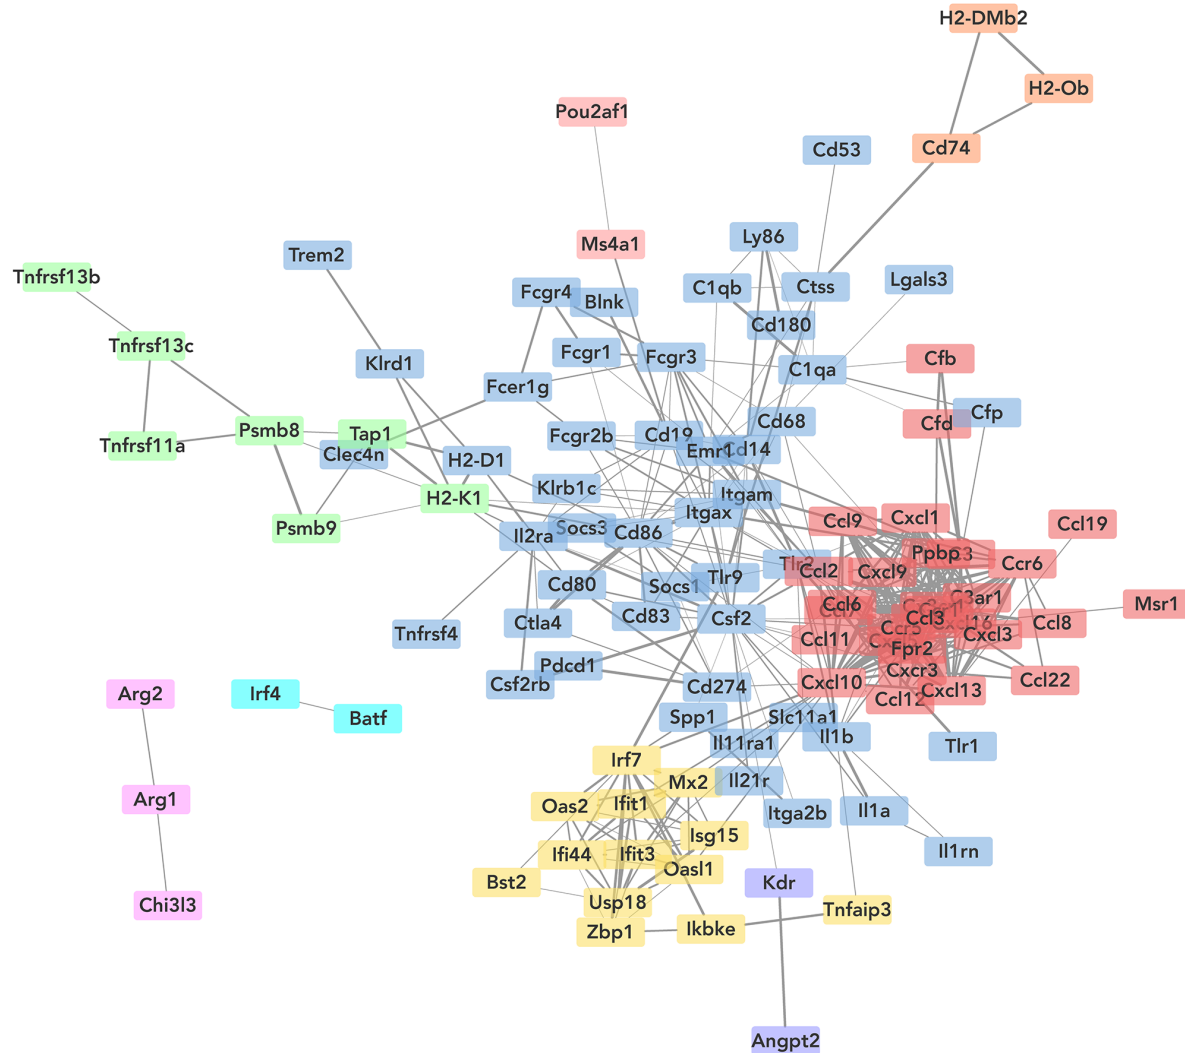 H2-DMb2
H2-Ob
Pou2af1
Cd53
Cd74
Ly86
Ms4a1
Trem2
Tnfrsf13b
Lgals3
Ctss
C1qb
Fcgr4
Blnk
Cd180
Tnfrsf13c
Fcgr1
Fcgr3
Cfb
Klrd1
C1qa
Fcer1g
Cfp
Cfd
Cd68
Psmb8
Tap1
Fcgr2b
Cd19
Tnfrsf11a
Clec4n
Emr1
Cd14
H2-D1
Klrb1c
Itgam
H2-K1
Itgax
Ccl9
Cxcl1
Ccl19
Psmb9
Socs3
Il2ra
Cd86
Ppbp
C3
Ccr6
Ccl2
Cxcl9
Tlr9
Cd80
Socs1
C3ar1
Msr1
Ccl6
Cd83
Csf2
Ccl3
Cxcl16
Ctla4
Ccl8
Tnfrsf4
Ccr5
Cxcl3
Ccl11
Fpr2
Pdcd1
Cxcr3
Csf2rb
Cd274
Cxcl10
Ccl22
Cxcl13
Ccl12
Arg2
Irf4
Batf
Spp1
Slc11a1
Il1b
Il11ra1
Tlr1
Irf7
Mx2
Il21r
Arg1
Oas2
Ifit1
Itga2b
Il1a
Isg15
Il1rn
Ifi44
Ifit3
Oasl1
Bst2
Kdr
Chi3l3
Usp18
Tnfaip3
Zbp1
Ikbke
Angpt2